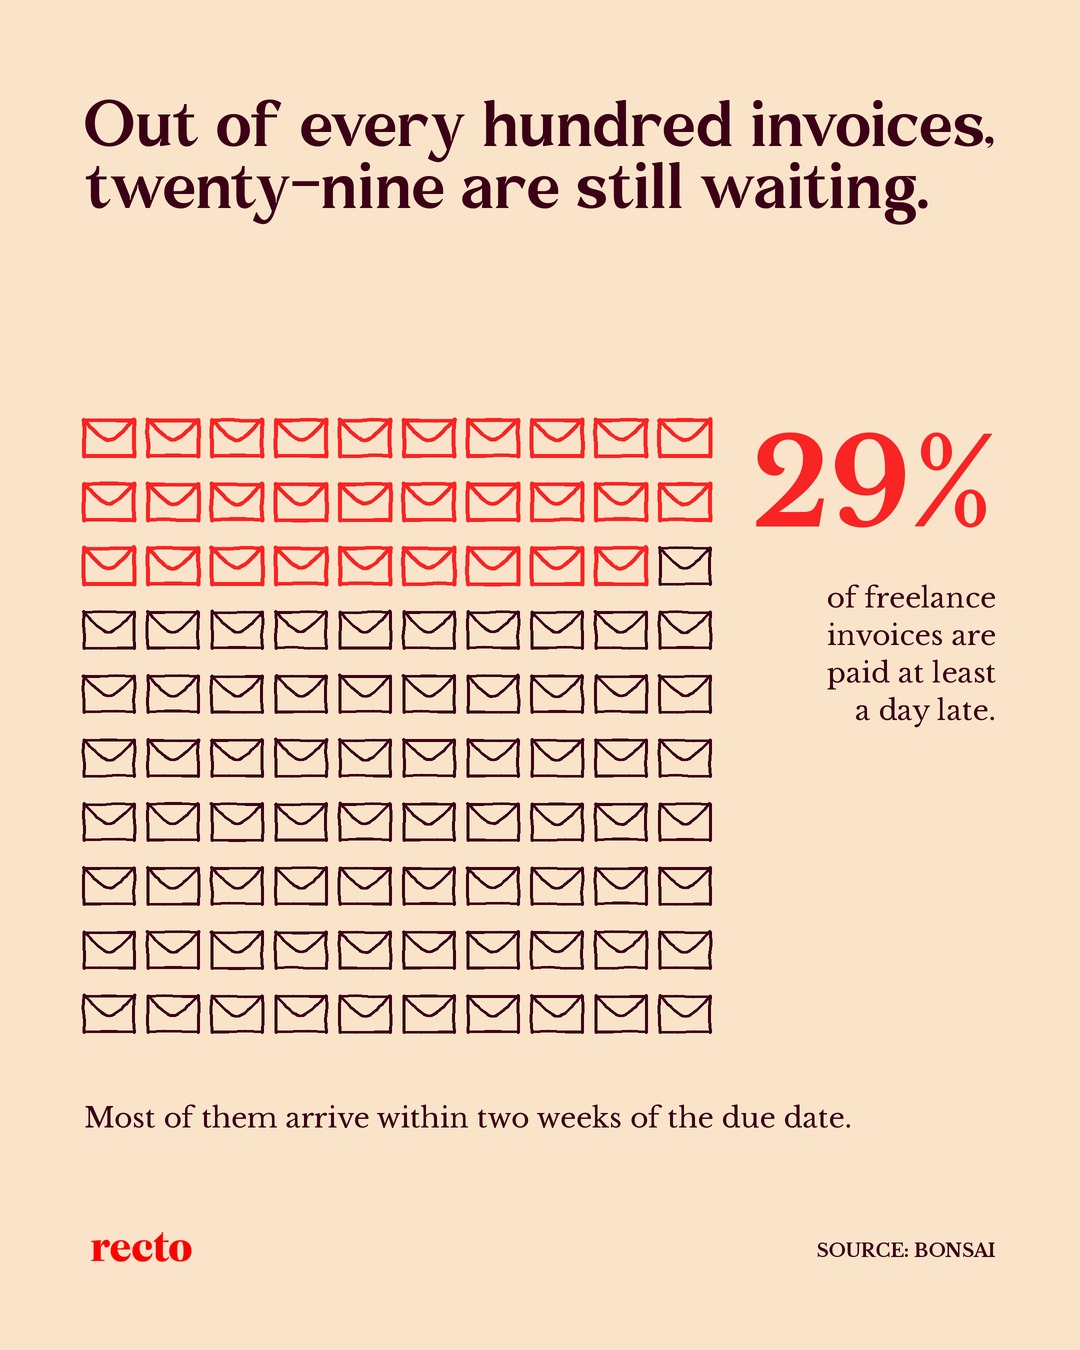 Out of every hundred invoices,
twenty-nine are still waiting.
29%
of freelance
invoices are
paid at least
a day late.
Most of them arrive within two weeks of the due date.
recto
SOURCE: BONSAI